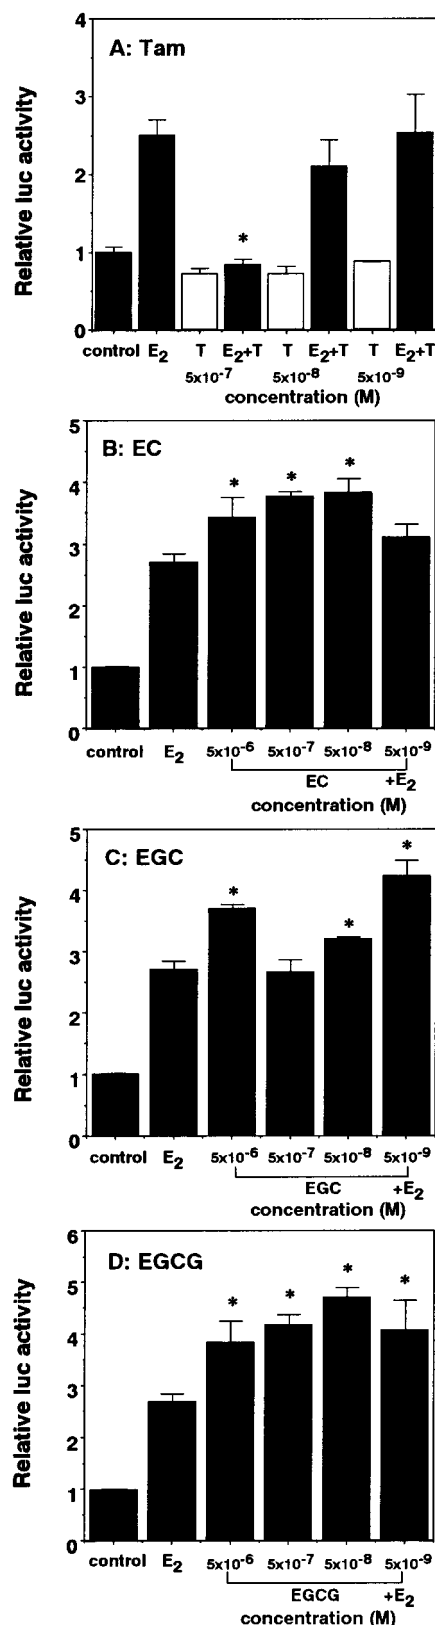 A: Tam
Relative luc activity
4
3
2
1
0
control E₂ T E₂+T T E₂+T T E₂+T
5x10⁻⁷ 5x10⁻⁸ 5x10⁻⁹
concentration (M)
*
B: EC
Relative luc activity
5
4
3
2
1
0
* * *
control E₂ 5x10⁻⁶ 5x10⁻⁷ 5x10⁻⁸ 5x10⁻⁹
EC +E₂
concentration (M)
C: EGC
Relative luc activity
5
4
3
2
1
0
* * *
control E₂ 5x10⁻⁶ 5x10⁻⁷ 5x10⁻⁸ 5x10⁻⁹
EGC +E₂
concentration (M)
D: EGCG
Relative luc activity
6
5
4
3
2
1
0
* * * *
control E₂ 5x10⁻⁶ 5x10⁻⁷ 5x10⁻⁸ 5x10⁻⁹
EGCG +E₂
concentration (M)